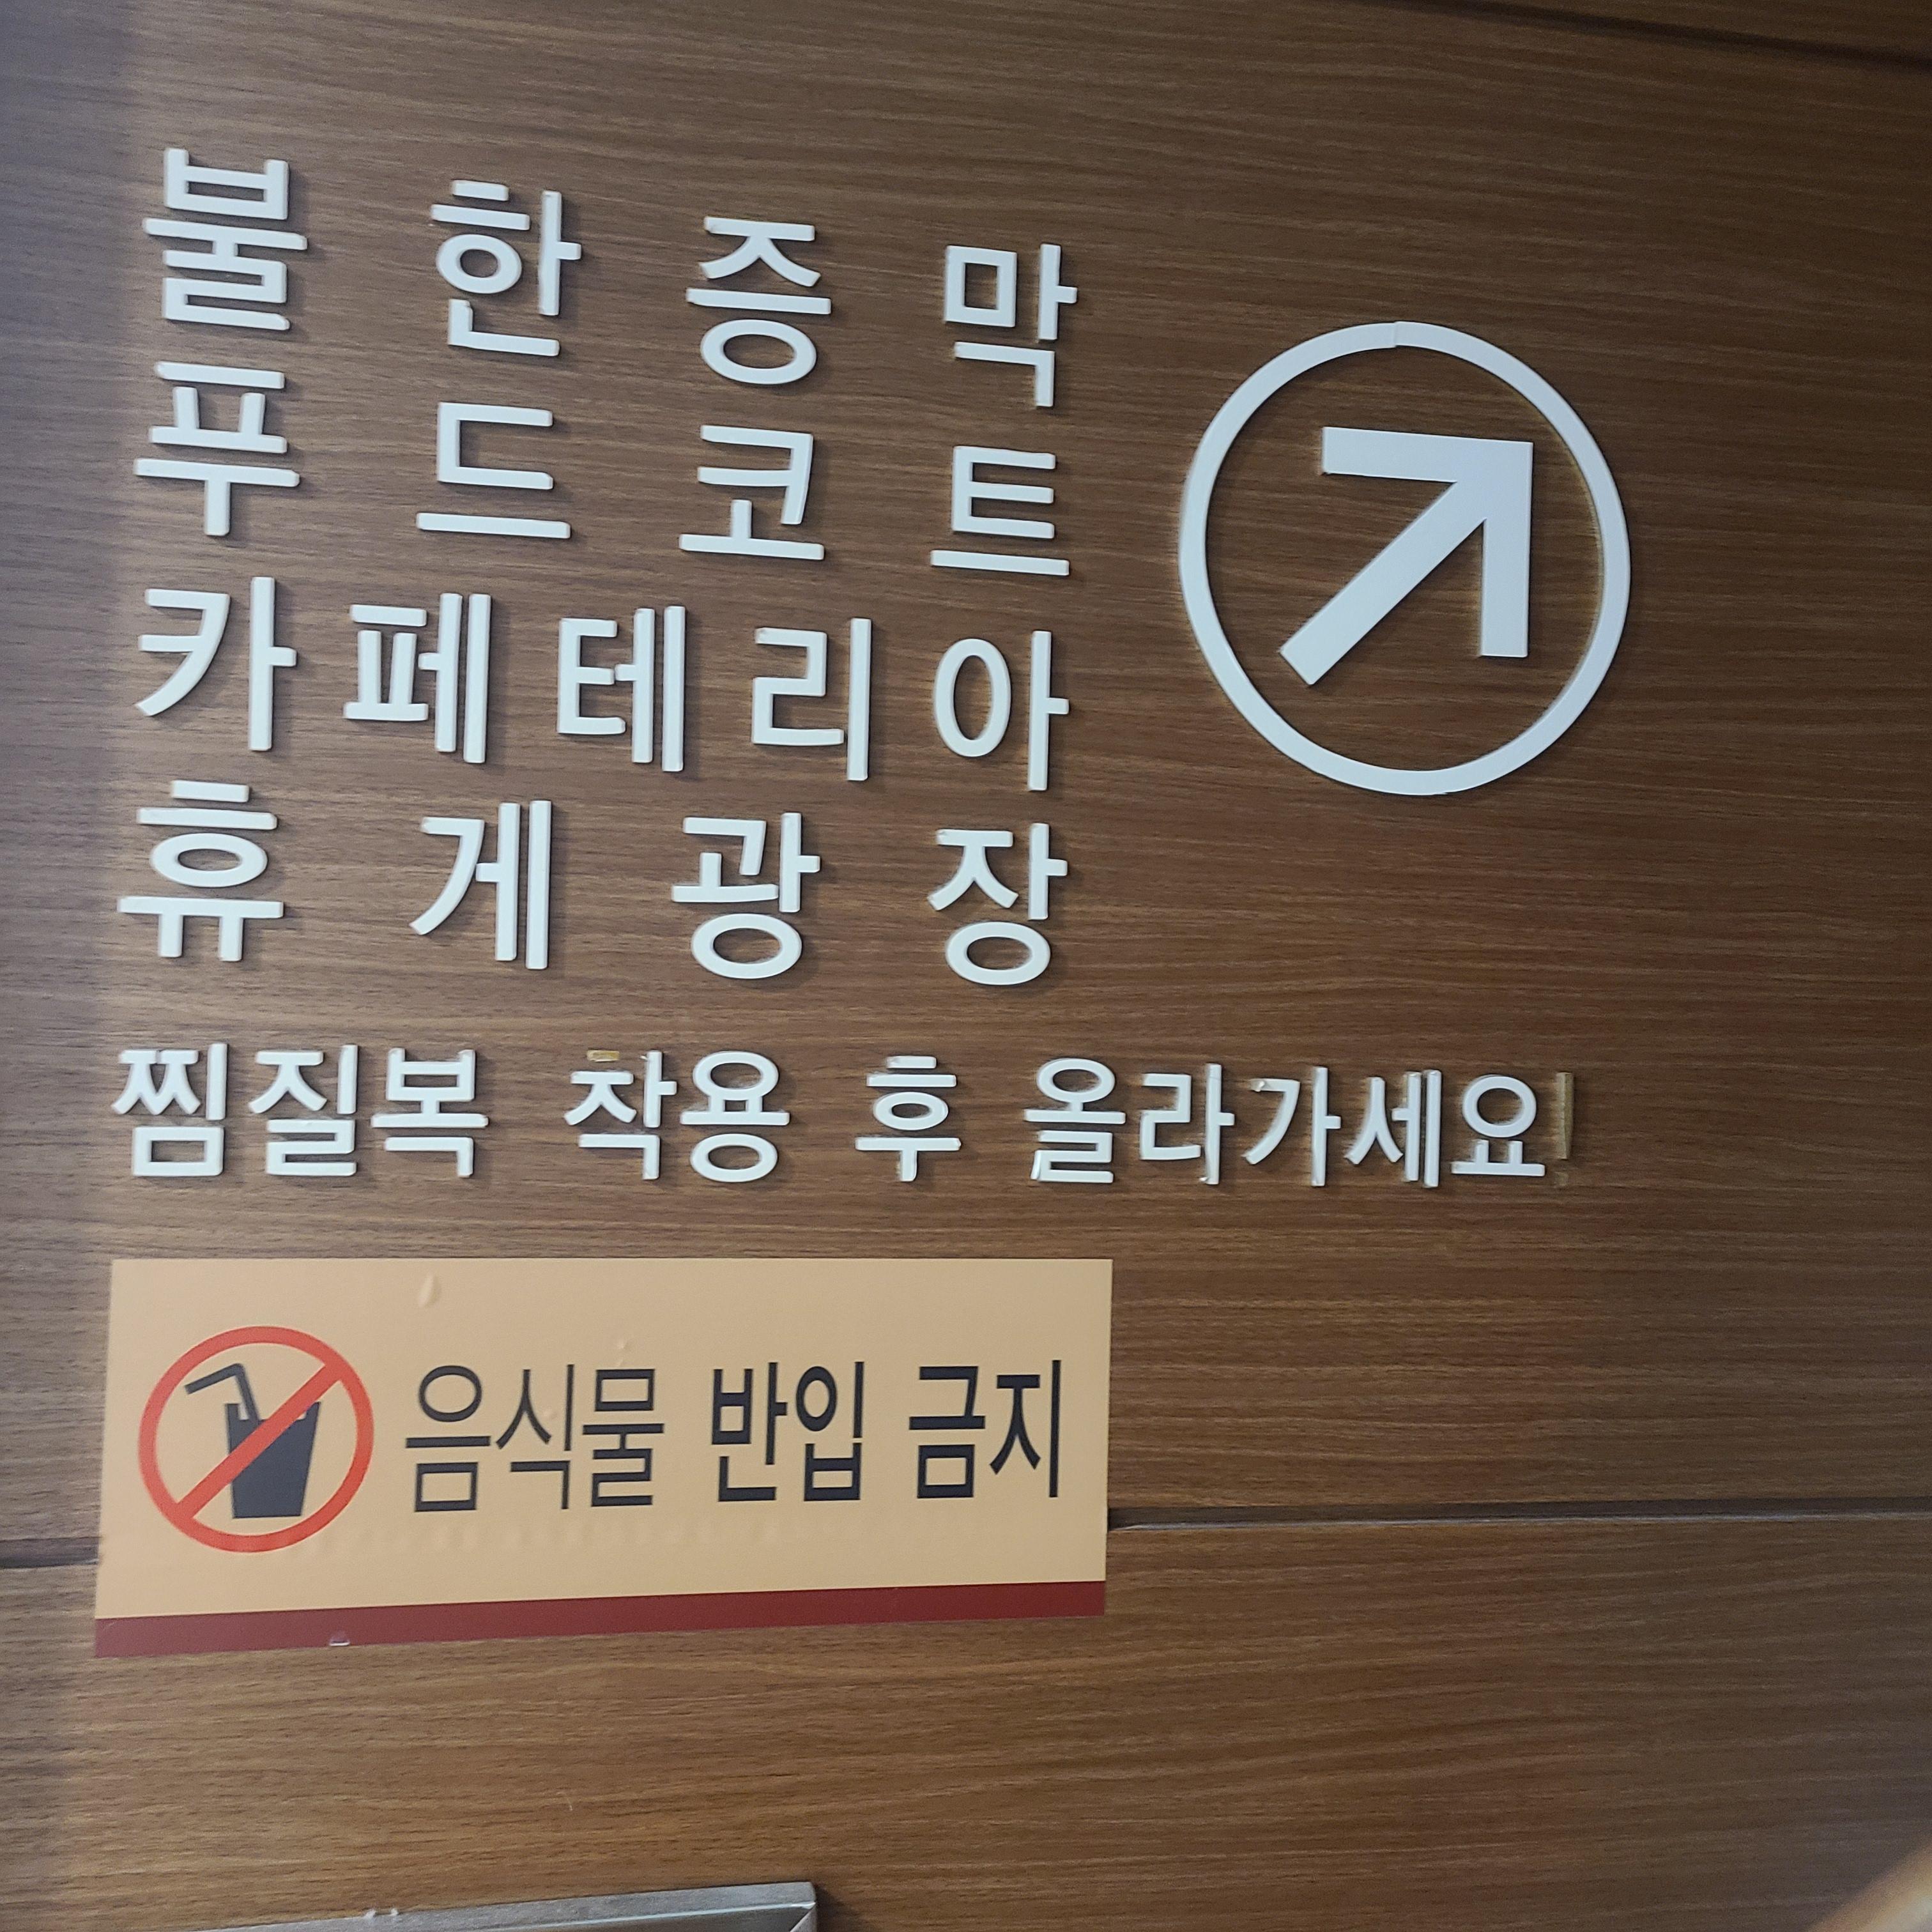 불한증막
푸드코트
카페테리아
휴게광장
찜질복 착용 후 올라가세요!
음식물 반입 금지